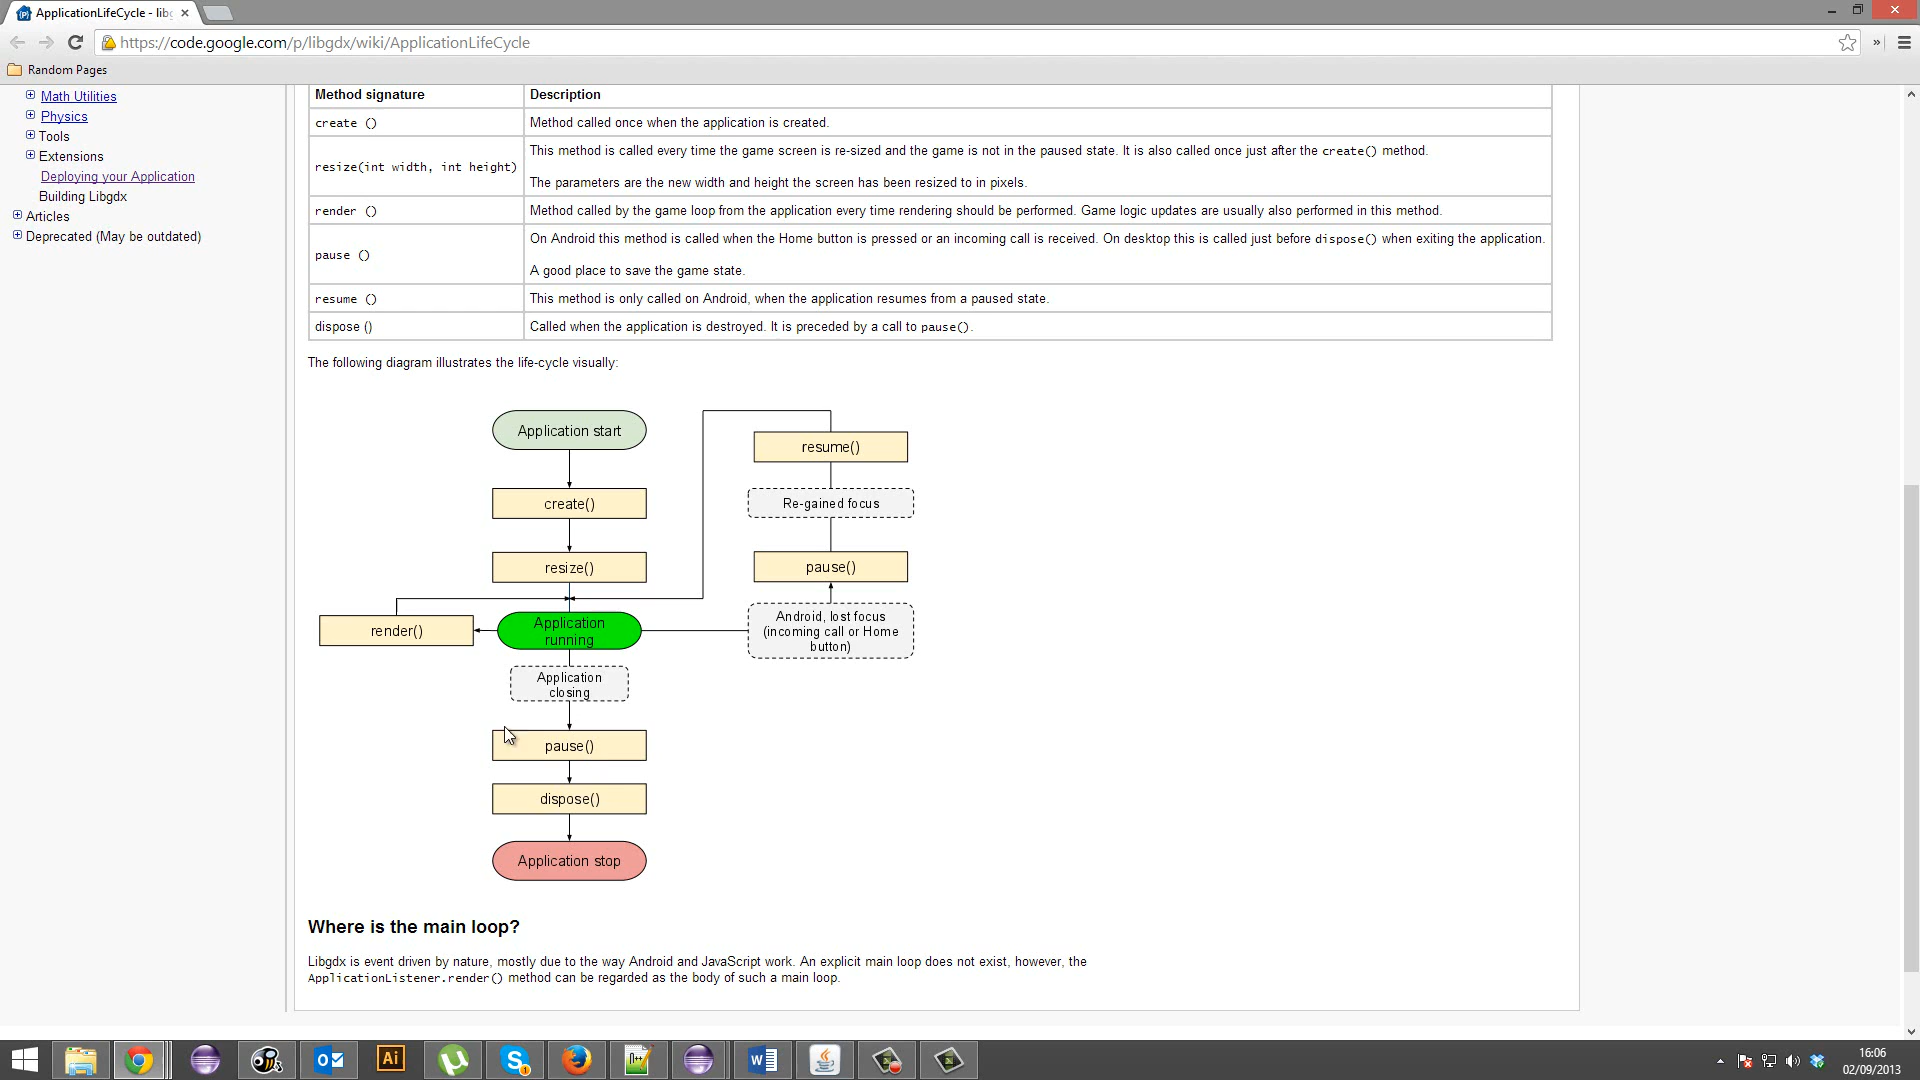 ApplicationLifeCycle - lib
https://code.google.com/p/libgdx/wiki/ApplicationLifeCycle
Random Pages
Math Utilities
Physics
Tools
Extensions
Deploying your Application
Building Libgdx
Articles
Deprecated (May be outdated)
Method signature Description
create () Method called once when the application is created.
resize(int width, int height) This method is called every time the game screen is re-sized and the game is not in the paused state. It is also called once just after the create() method.
The parameters are the new width and height the screen has been resized to in pixels.
render () Method called by the game loop from the application every time rendering should be performed. Game logic updates are usually also performed in this method.
pause () On Android this method is called when the Home button is pressed or an incoming call is received. On desktop this is called just before dispose() when exiting the application.
A good place to save the game state.
resume () This method is only called on Android, when the application resumes from a paused state.
dispose () Called when the application is destroyed. It is preceded by a call to pause().
The following diagram illustrates the life-cycle visually:
Application start
create()
resize()
render()
Application
running
Application
closing
pause()
dispose()
Application stop
resume()
Re-gained focus
pause()
Android, lost focus
(incoming call or Home
button)
Where is the main loop?
Libgdx is event driven by nature, mostly due to the way Android and JavaScript work. An explicit main loop does not exist, however, the
ApplicationListener.render() method can be regarded as the body of such a main loop.
16:06
02/09/2013